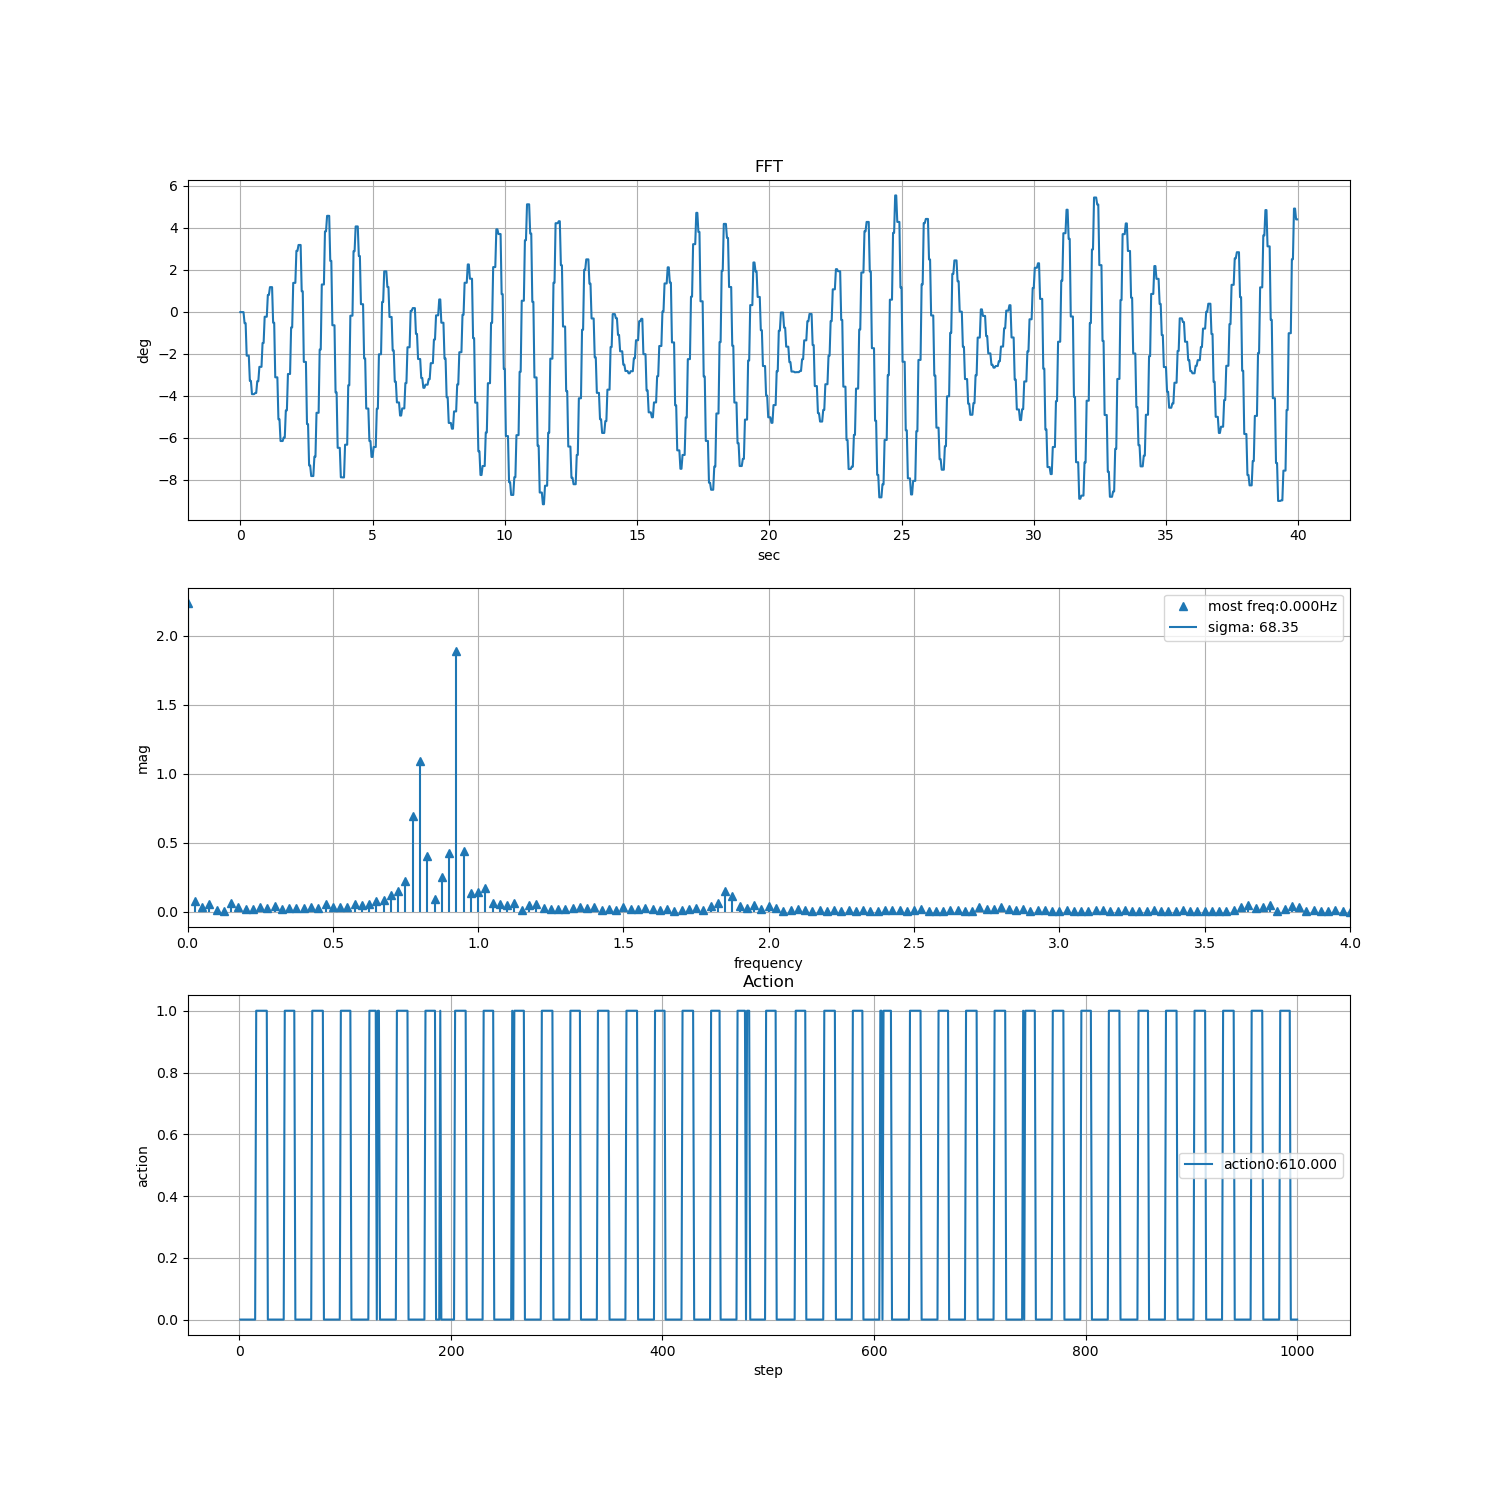 FFT
6
4
2
0
−2
−4
−6
−8
deg
0 5 10 15 20 25 30 35 40
sec
most freq:0.000Hz
sigma: 68.35
2.0
1.5
1.0
0.5
0.0
mag
0.0 0.5 1.0 1.5 2.0 2.5 3.0 3.5 4.0
frequency
Action
1.0
0.8
0.6
0.4
0.2
0.0
action
action0:610.000
0 200 400 600 800 1000
step